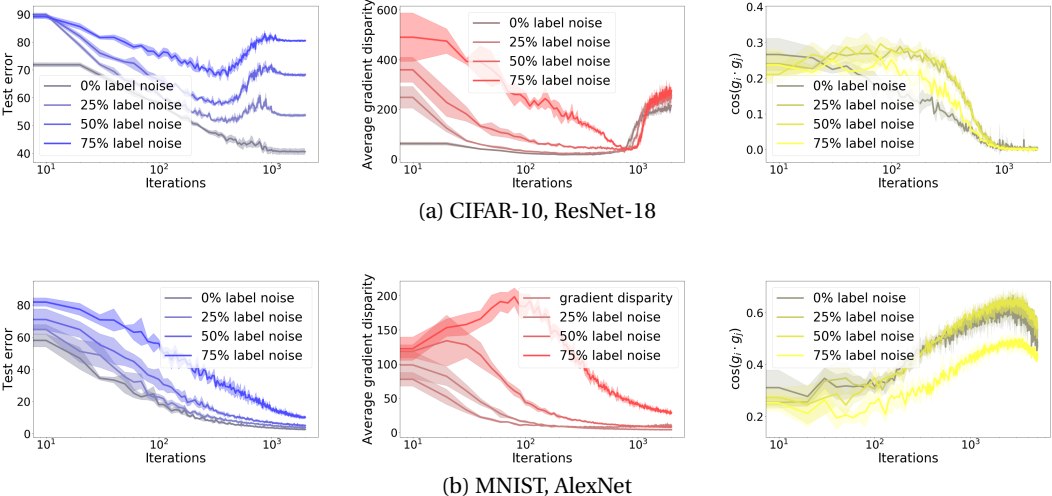 90
80
70
60
50
40
Test error
0% label noise
25% label noise
50% label noise
75% label noise
10¹
10²
10³
Iterations
600
400
200
0
Average gradient disparity
0% label noise
25% label noise
50% label noise
75% label noise
10¹
10²
10³
Iterations
0.4
0.3
0.2
0.1
0.0
cos(gᵢ · gⱼ)
0% label noise
25% label noise
50% label noise
75% label noise
10¹
10²
10³
Iterations
(a) CIFAR-10, ResNet-18
80
60
40
20
0
Test error
0% label noise
25% label noise
50% label noise
75% label noise
10¹
10²
10³
Iterations
200
150
100
50
0
Average gradient disparity
gradient disparity
25% label noise
50% label noise
75% label noise
10¹
10²
10³
Iterations
0.6
0.4
0.2
cos(gᵢ · gⱼ)
0% label noise
25% label noise
50% label noise
75% label noise
10¹
10²
10³
Iterations
(b) MNIST, AlexNet